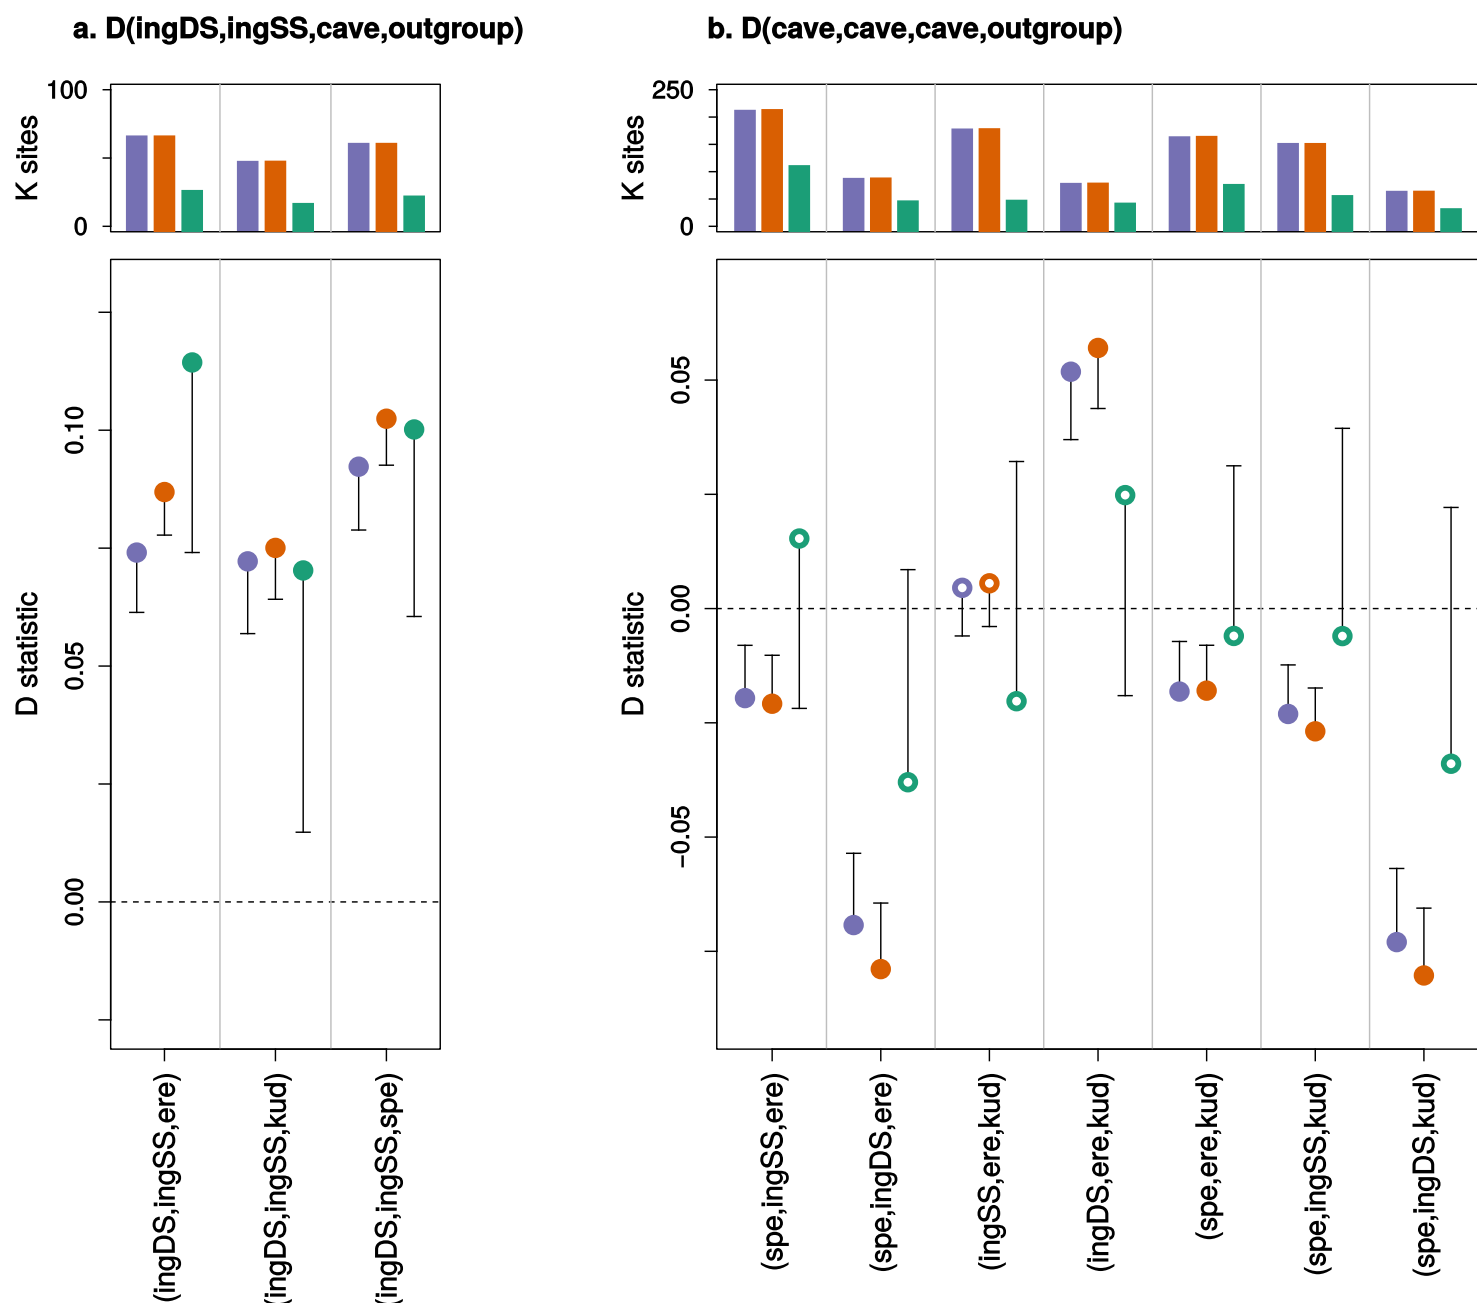 a. D(ingDS,ingSS,cave,outgroup)
b. D(cave,cave,cave,outgroup)
K sites
100
0
K sites
250
0
D statistic
0.10
0.05
0.00
D statistic
0.05
0.00
−0.05
(ingDS,ingSS,ere)
(ingDS,ingSS,kud)
(ingDS,ingSS,spe)
(spe,ingSS,ere)
(spe,ingDS,ere)
(ingSS,ere,kud)
(ingDS,ere,kud)
(spe,ere,kud)
(spe,ingSS,kud)
(spe,ingDS,kud)